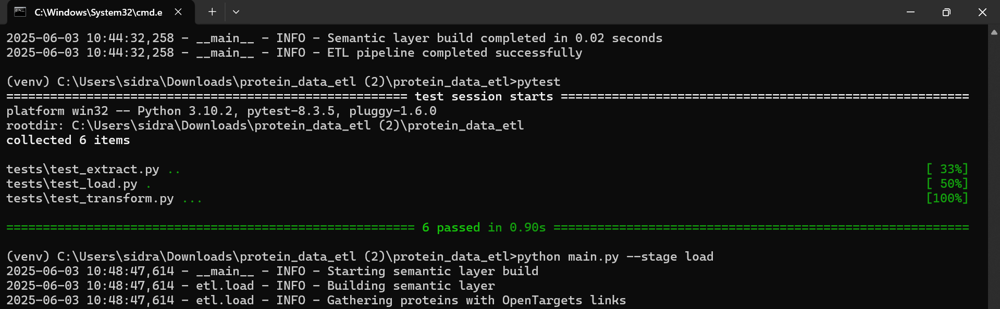 C:\Windows\System32\cmd.e
2025-06-03 10:44:32,258 - __main__ - INFO - Semantic layer build completed in 0.02 seconds
2025-06-03 10:44:32,258 - __main__ - INFO - ETL pipeline completed successfully
(venv) C:\Users\sidra\Downloads\protein_data_etl (2)\protein_data_etl>pytest
======================================================= test session starts ========================================================
platform win32 -- Python 3.10.2, pytest-8.3.5, pluggy-1.6.0
rootdir: C:\Users\sidra\Downloads\protein_data_etl (2)\protein_data_etl
collected 6 items
tests\test_extract.py .. [ 33%]
tests\test_load.py . [ 50%]
tests\test_transform.py ... [100%]
======================================================== 6 passed in 0.90s =========================================================
(venv) C:\Users\sidra\Downloads\protein_data_etl (2)\protein_data_etl>python main.py --stage load
2025-06-03 10:48:47,614 - __main__ - INFO - Starting semantic layer build
2025-06-03 10:48:47,614 - etl.load - INFO - Building semantic layer
2025-06-03 10:48:47,614 - etl.load - INFO - Gathering proteins with OpenTargets links